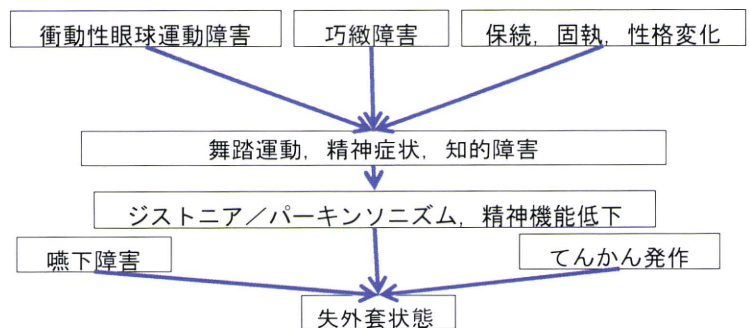 衝動性眼球運動障害
巧緻障害
保続，固執，性格変化
舞踏運動，精神症状，知的障害
ジストニア／パーキンソニズム，精神機能低下
嚥下障害
てんかん発作
失外套状態